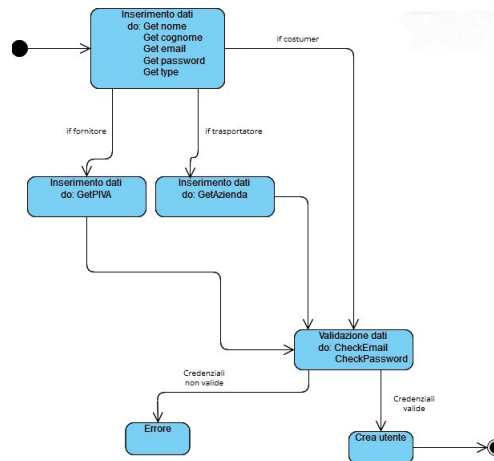 Inserimento dati
do: Get nome
Get cognome
Get email
Get password
Get type
if costumer
if fornitore
if trasportatore
Inserimento dati
do: GetPIVA
Inserimento dati
do: GetAzienda
Validazione dati
do: CheckEmail
CheckPassword
Credenziali
non valide
Credenziali
valide
Errore
Crea utente